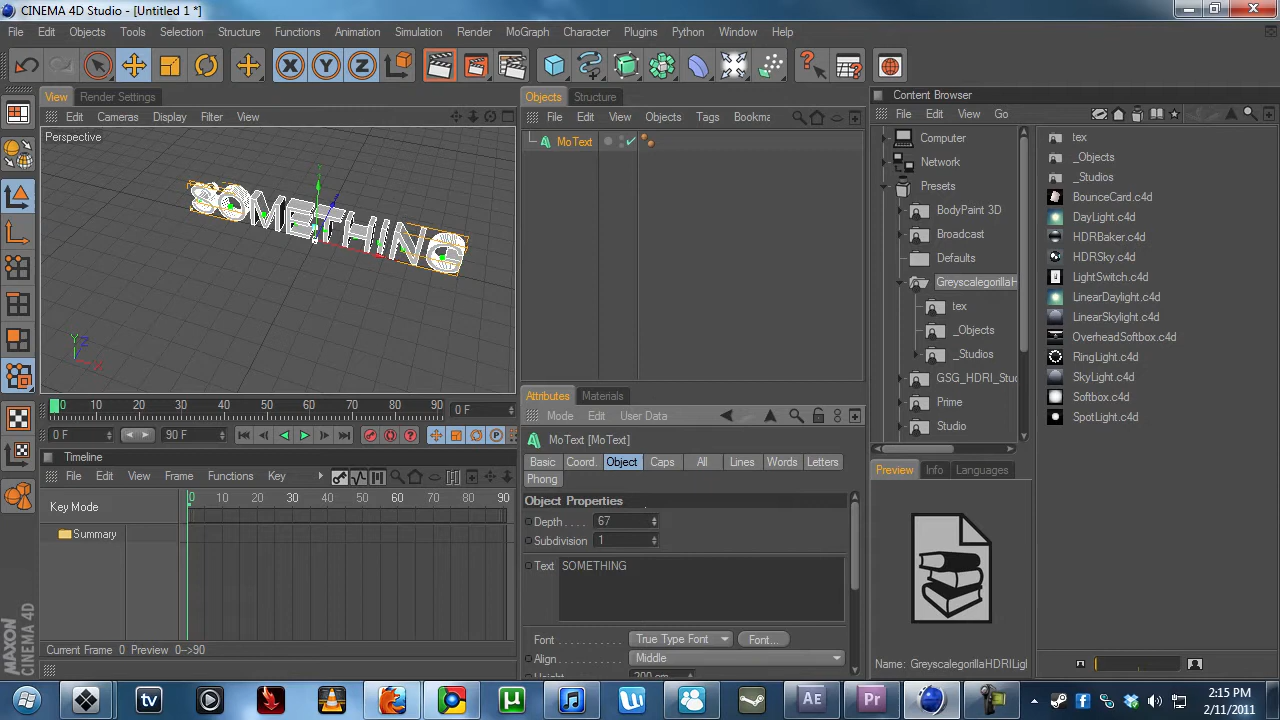 CINEMA 4D Studio - [Untitled 1 *]
File Edit Objects Tools Selection Structure Functions Animation Simulation Render MoGraph Character Plugins Python Window Help
View Render Settings
Edit Cameras Display Filter View
Perspective
SOMETHING
Y Z X
0 10 20 30 40 50 60 70 80 90 0 F
0 F 90 F
Timeline
File Edit View Frame Functions Key
Key Mode
0 10 20 30 40 50 60 70 80 90
Summary
Current Frame 0 Preview 0-->90
MAXON
CINEMA 4D
Objects Structure
File Edit View Objects Tags Bookma
MoText
Attributes Materials
Mode Edit User Data
MoText [MoText]
Basic Coord. Object Caps All Lines Words Letters
Phong
Object Properties
Depth . . . . 67
Subdivision 1
Text SOMETHING
Font True Type Font Font...
Align Middle
Height 200 cm
Content Browser
File Edit View Go
Computer
Network
Presets
BodyPaint 3D
Broadcast
Defaults
GreyscalegorillaH
tex
_Objects
_Studios
GSG_HDRI_Studi
Prime
Studio
tex
_Objects
_Studios
BounceCard.c4d
DayLight.c4d
HDRBaker.c4d
HDRSky.c4d
LightSwitch.c4d
LinearDaylight.c4d
LinearSkylight.c4d
OverheadSoftbox.c4d
RingLight.c4d
SkyLight.c4d
Softbox.c4d
SpotLight.c4d
Preview Info Languages
Name: GreyscalegorillaHDRILigl
tv
Ae
Pr
2:15 PM
2/11/2011